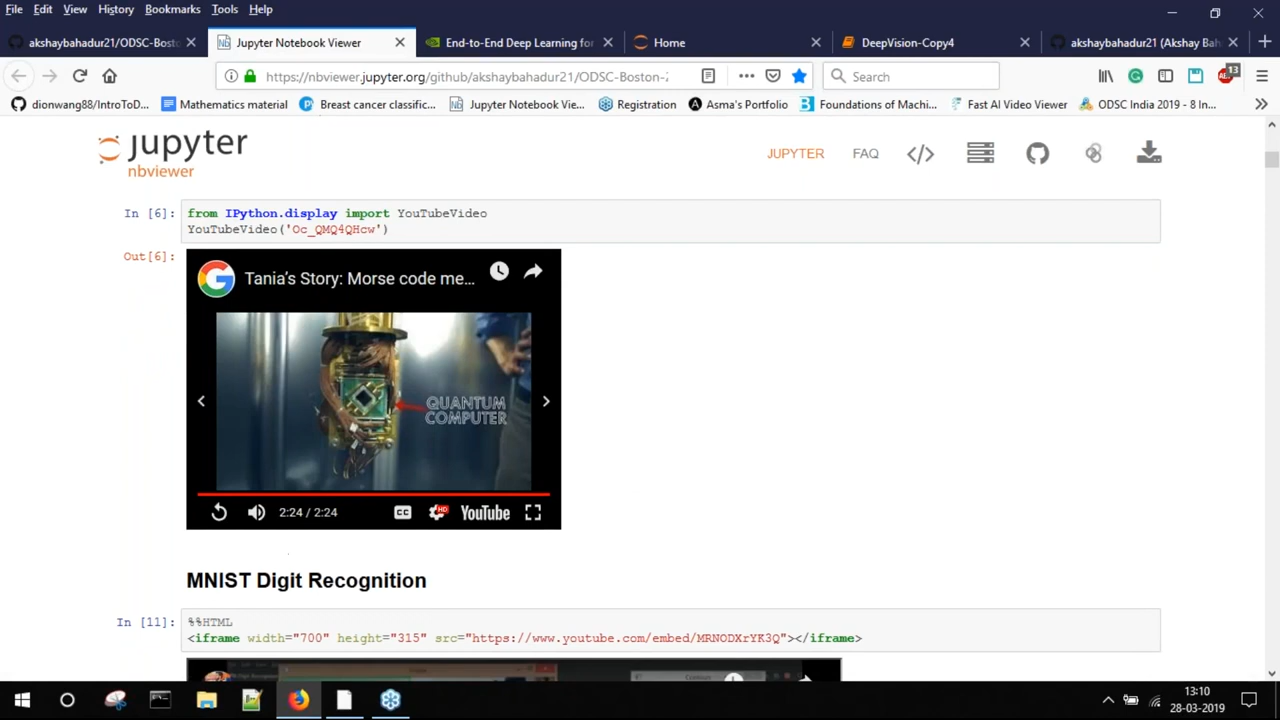 File Edit View History Bookmarks Tools Help
akshaybahadur21/ODSC-Bosto
Jupyter Notebook Viewer
End-to-End Deep Learning for
Home
DeepVision-Copy4
akshaybahadur21 (Akshay Bah
https://nbviewer.jupyter.org/github/akshaybahadur21/ODSC-Boston-2
Search
13
dionwang88/IntroToD...
Mathematics material
Breast cancer classific...
Jupyter Notebook Vie...
Registration
Asma's Portfolio
Foundations of Machi...
Fast AI Video Viewer
ODSC India 2019 - 8 In...
jupyter
nbviewer
JUPYTER FAQ
In [6]: from IPython.display import YouTubeVideo
YouTubeVideo('Oc_QMQ4QHcw')
Out[6]:
Tania's Story: Morse code me...
QUANTUM
COMPUTER
2:24 / 2:24 CC HD YouTube
MNIST Digit Recognition
In [11]: %%HTML
<iframe width="700" height="315" src="https://www.youtube.com/embed/MRNODXrYK3Q"></iframe>
13:10
28-03-2019